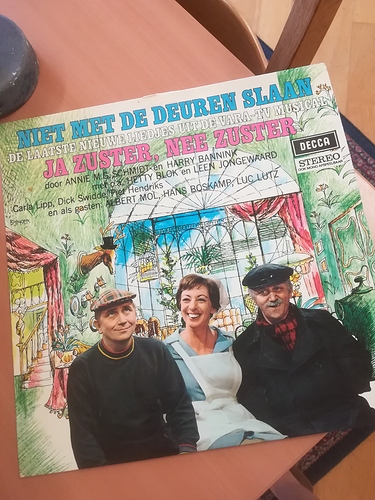 NIET MET DE DEUREN SLAAN
DE LAATSTE NIEUWE LIEDJES UIT DE VARA-TV MUSICAL
JA ZUSTER, NEE ZUSTER
door ANNIE M.G. SCHMIDT en HARRY BANNINK
met o.a. HETTY BLOK en LEEN JONGEWAARD
Carla Lipp, Dick Swidde, Piet Hendriks
en als gasten: ALBERT MOL, HANS BOSKAMP, LUC LUTZ
DECCA
STEREO